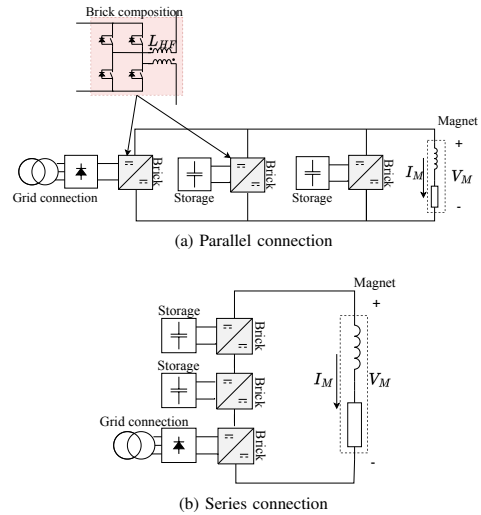 Brick composition
L_HF
Magnet
+
Brick
Brick
Brick
I_M
V_M
Grid connection
Storage
Storage
-
(a) Parallel connection
Magnet
+
Storage
Brick
Storage
Brick
I_M
V_M
Grid connection
Brick
-
(b) Series connection